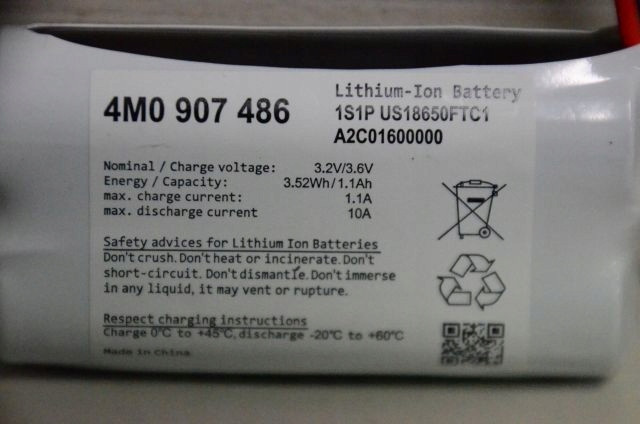 Lithium-Ion Battery
4M0 907 486
1S1P US18650FTC1
A2C01600000
Nominal / Charge voltage: 3.2V/3.6V
Energy / Capacity: 3.52Wh/1.1Ah
max. charge current: 1.1A
max. discharge current 10A
Safety advices for Lithium Ion Batteries
Don't crush. Don't heat or incinerate. Don't
short-circuit. Don't dismantle. Don't immerse
in any liquid, it may vent or rupture.
Respect charging instructions
Charge 0°C to +45°C, discharge -20°C to +60°C
Made in China